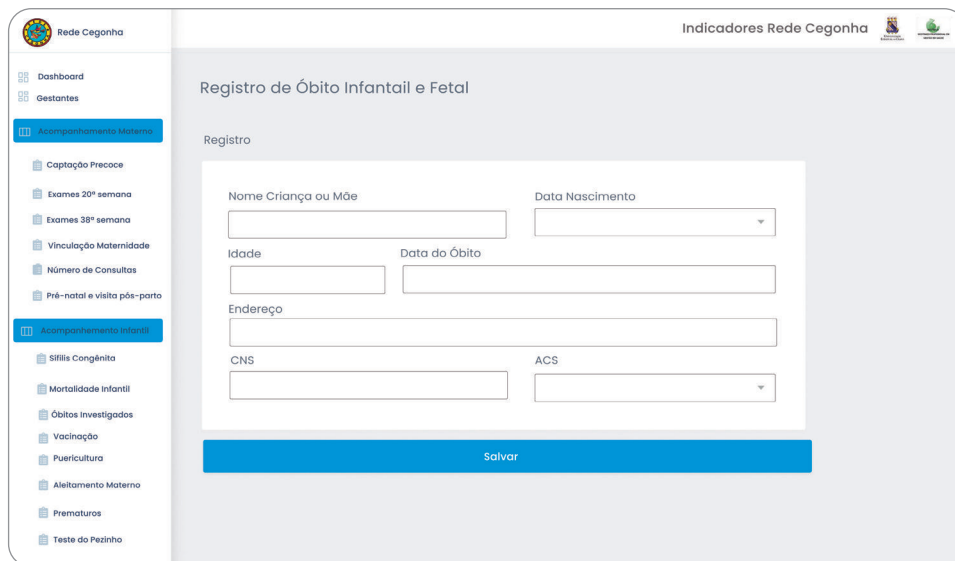 Rede Cegonha
Indicadores Rede Cegonha
Dashboard
Gestantes
Acompanhamento Materno
Captação Precoce
Exames 20ª semana
Exames 38ª semana
Vinculação Maternidade
Número de Consultas
Pré-natal e visita pós-parto
Acompanhemento Infantil
Sífilis Congênita
Mortalidade Infantil
Óbitos Investigados
Vacinação
Puericultura
Aleitamento Materno
Prematuros
Teste do Pezinho
Registro de Óbito Infantail e Fetal
Registro
Nome Criança ou Mãe
Data Nascimento
Idade
Data do Óbito
Endereço
CNS
ACS
Salvar